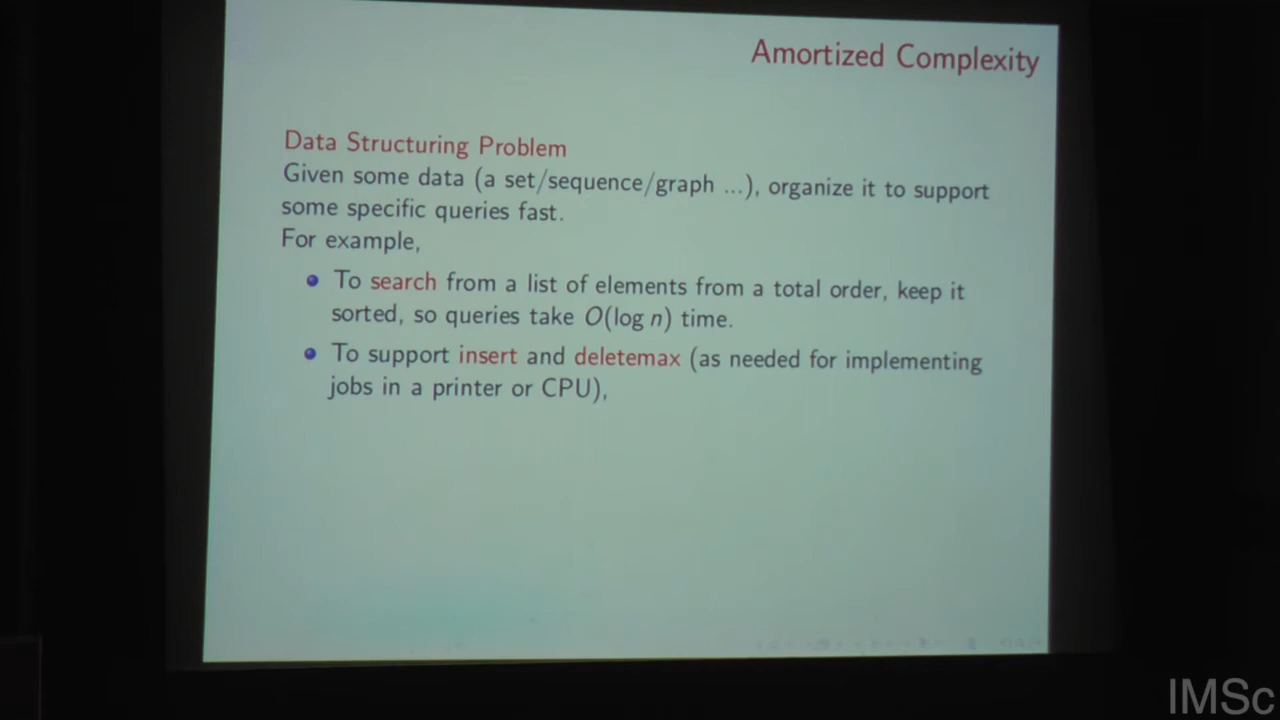 Amortized Complexity
Data Structuring Problem
Given some data (a set/sequence/graph ...), organize it to support
some specific queries fast.
For example,
To search from a list of elements from a total order, keep it
sorted, so queries take O(log n) time.
To support insert and deletemax (as needed for implementing
jobs in a printer or CPU),
IMSc